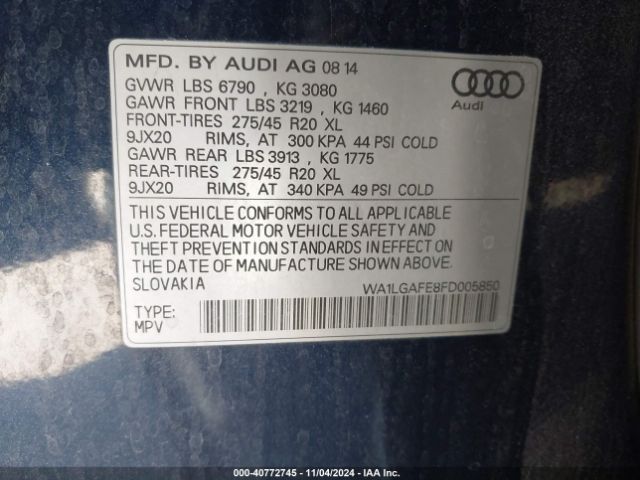 MFD. BY AUDI AG 08 14
GVWR LBS 6790 , KG 3080
GAWR FRONT LBS 3219 , KG 1460
FRONT-TIRES 275/45 R20 XL
9JX20 RIMS, AT 300 KPA 44 PSI COLD
GAWR REAR LBS 3913 , KG 1775
REAR-TIRES 275/45 R20 XL
9JX20 RIMS, AT 340 KPA 49 PSI COLD
Audi
THIS VEHICLE CONFORMS TO ALL APPLICABLE
U.S. FEDERAL MOTOR VEHICLE SAFETY AND
THEFT PREVENTION STANDARDS IN EFFECT ON
THE DATE OF MANUFACTURE SHOWN ABOVE.
SLOVAKIA
WA1LGAFE8FD005850
TYPE:
MPV
000-40772745 - 11/04/2024 - IAA Inc.